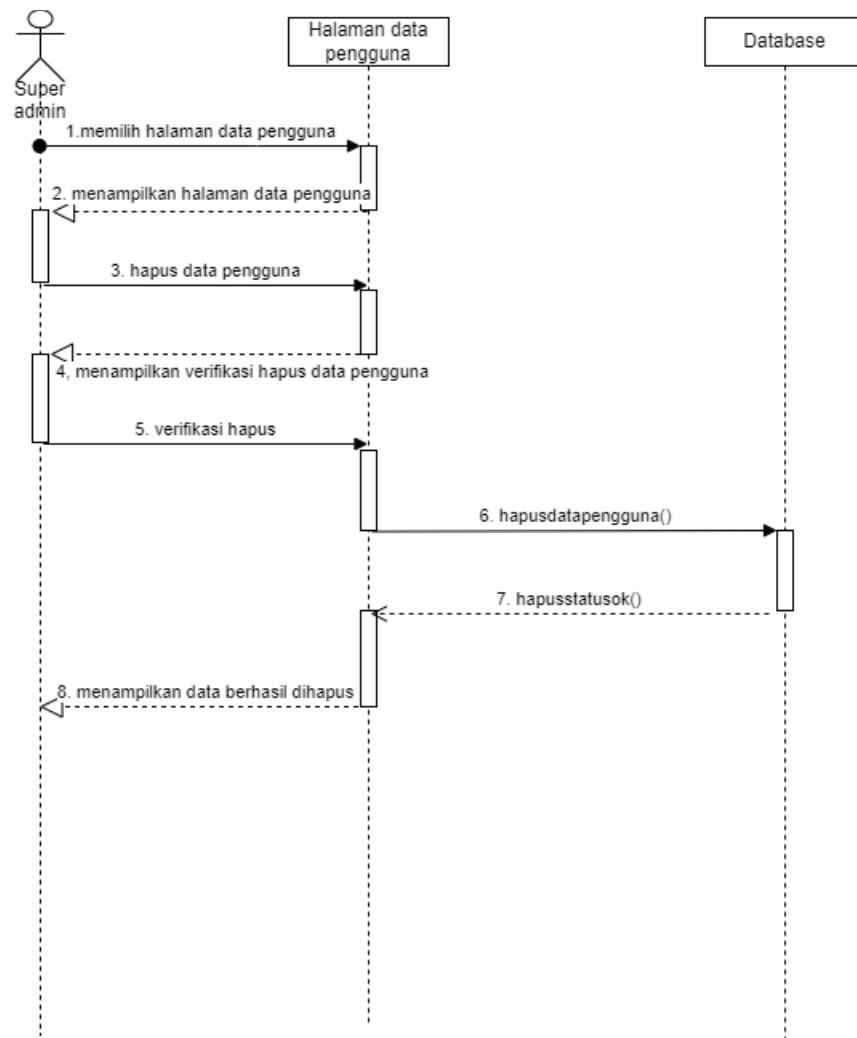 Halaman data
pengguna
Database
Super
admin
1.memilih halaman data pengguna
2. menampilkan halaman data pengguna
3. hapus data pengguna
4, menampilkan verifikasi hapus data pengguna
5. verifikasi hapus
6. hapusdatapengguna()
7. hapusstatusok()
8. menampilkan data berhasil dihapus